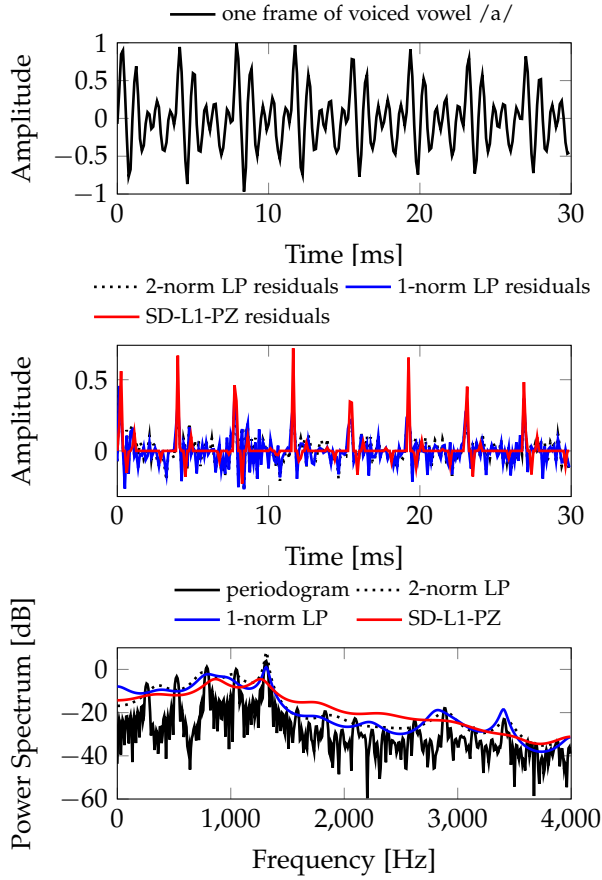 one frame of voiced vowel /a/
1
0.5
0
−0.5
−1
Amplitude
0 10 20 30
Time [ms]
2-norm LP residuals 1-norm LP residuals
SD-L1-PZ residuals
0.5
0
Amplitude
0 10 20 30
Time [ms]
periodogram 2-norm LP
1-norm LP SD-L1-PZ
0
−20
−40
−60
Power Spectrum [dB]
0 1,000 2,000 3,000 4,000
Frequency [Hz]